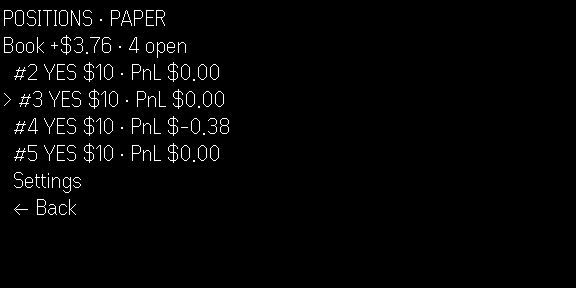 POSITIONS · PAPER
Book +$3.76 · 4 open
#2 YES $10 · PnL $0.00
> #3 YES $10 · PnL $0.00
#4 YES $10 · PnL $-0.38
#5 YES $10 · PnL $0.00
Settings
← Back